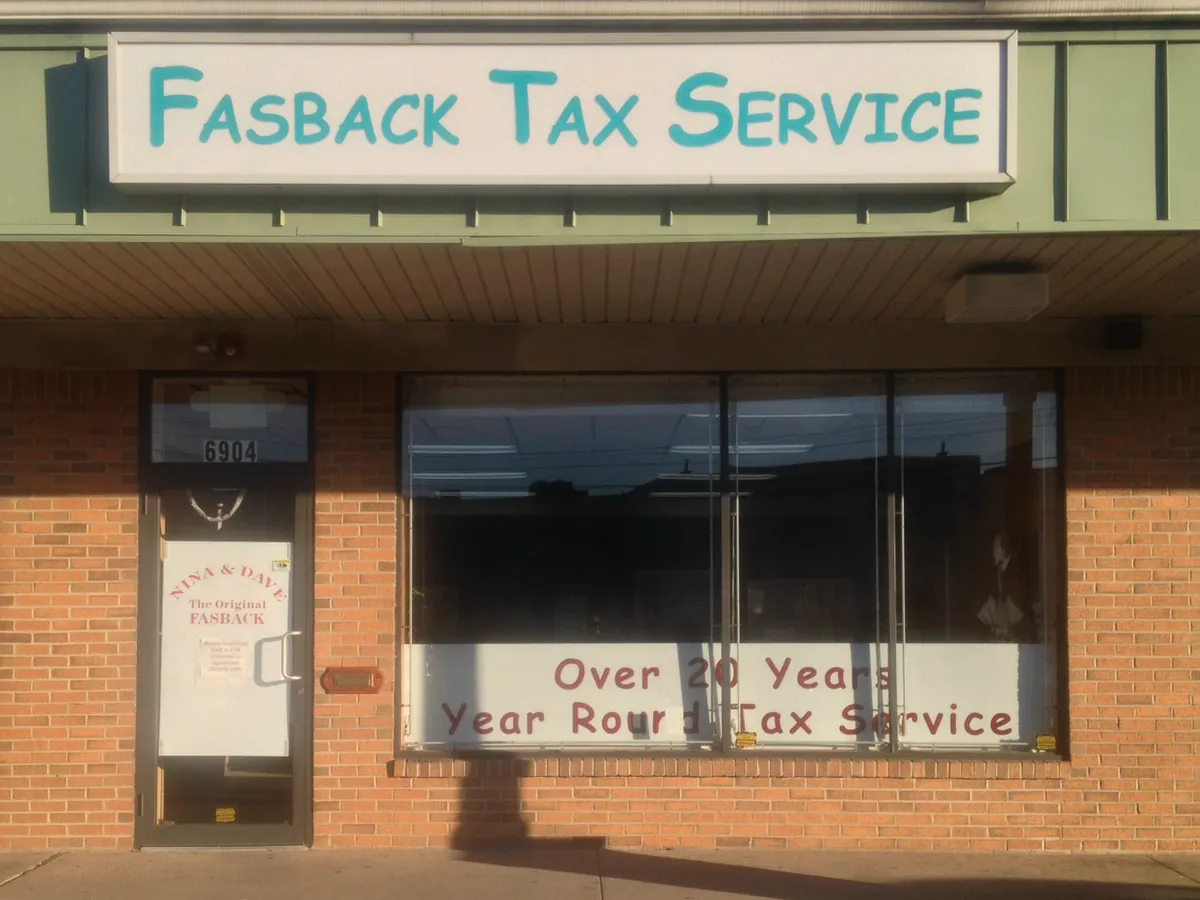 FASBACK TAX SERVICE
6904
NINA & DAVE
The Original
FASBACK
Over 20 Years
Year Round Tax Service